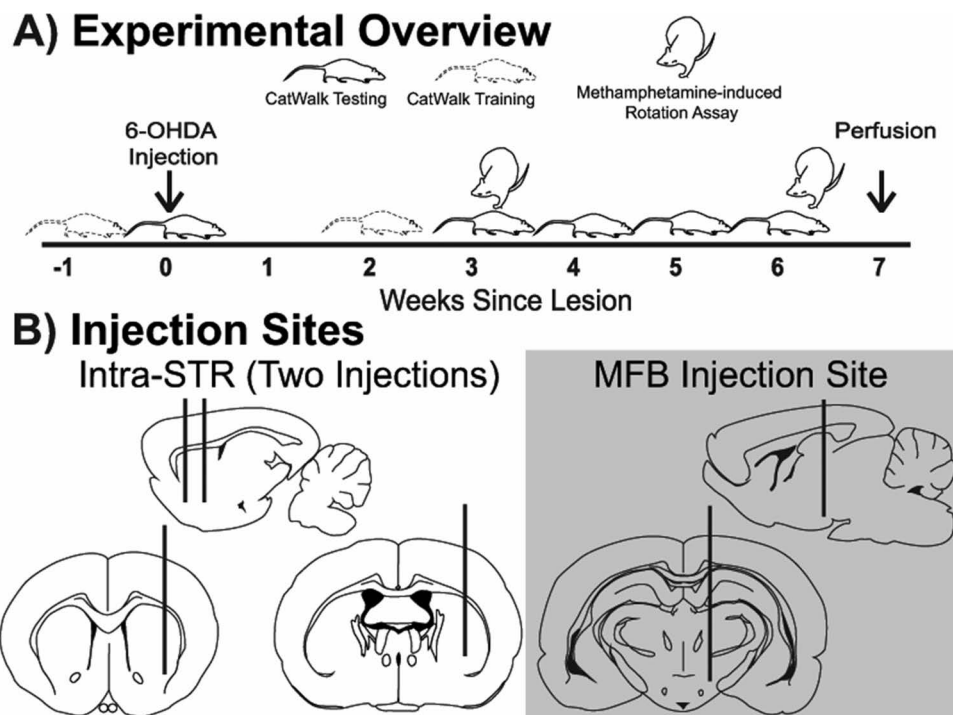 A) Experimental Overview
CatWalk Testing
CatWalk Training
Methamphetamine-induced
Rotation Assay
6-OHDA
Injection
Perfusion
-1 0 1 2 3 4 5 6 7
Weeks Since Lesion
B) Injection Sites
Intra-STR (Two Injections)
MFB Injection Site